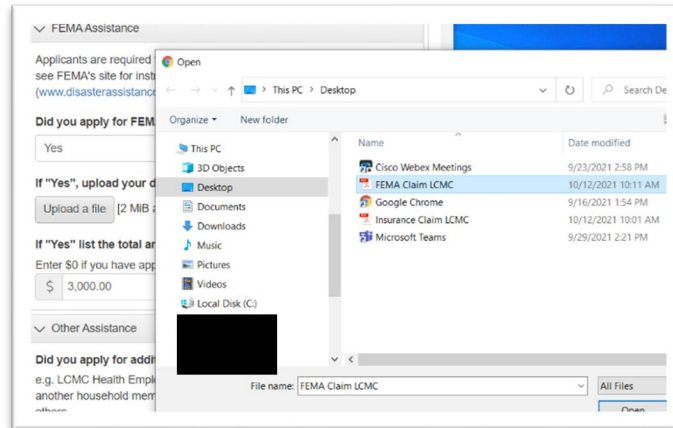 FEMA Assistance
Applicants are required
see FEMA's site for
(www.disasterassistance
Did you apply for FEM
Yes
If "Yes", upload your d
Upload a file [2 MiB
If "Yes" list the total
Enter $0 if you have
$ 3,000.00
Other Assistance
Did you apply for
e.g. LCMC Health
another household
others
Open
This PC > Desktop
Search De
Organize
New folder
This PC
3D Objects
Desktop
Documents
Downloads
Music
Pictures
Videos
Local Disk (C:)
Name Date modified
Cisco Webex Meetings 9/23/2021 2:58 PM
FEMA Claim LCMC 10/12/2021 10:11 AM
Google Chrome 9/16/2021 1:54 PM
Insurance Claim LCMC 10/12/2021 10:01 AM
Microsoft Teams 9/29/2021 2:21 PM
File name: FEMA Claim LCMC
All Files
Open